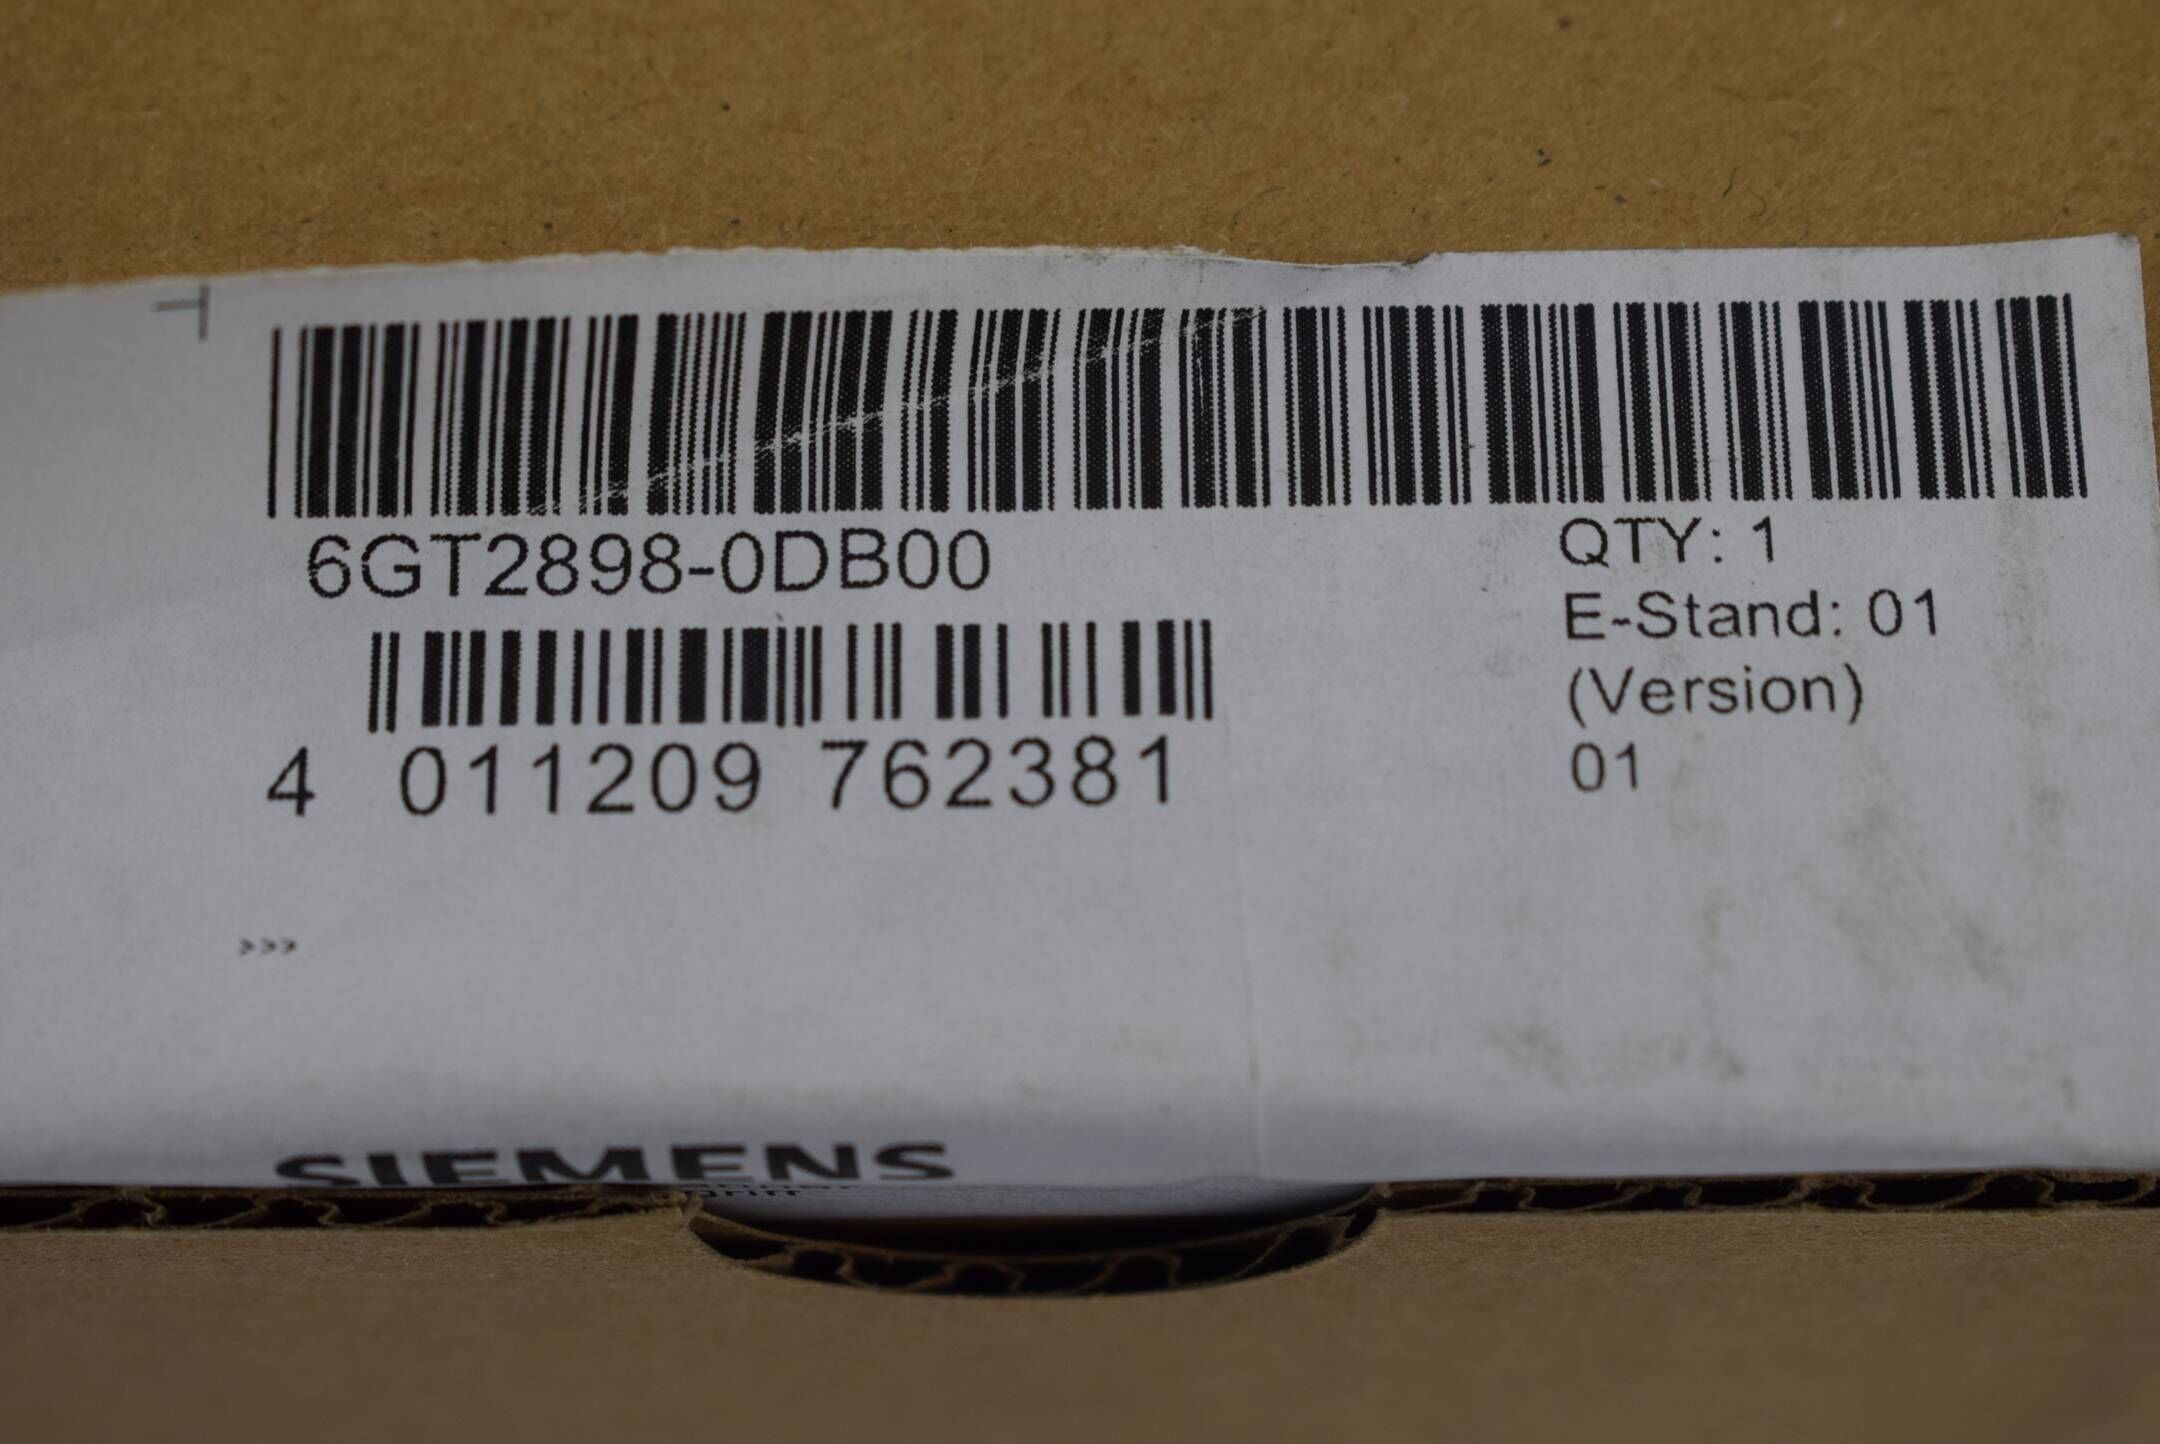 6GT2898-0DB00
QTY: 1
E-Stand: 01
(Version)
01
4 011209 762381
>>>
SIEMENS